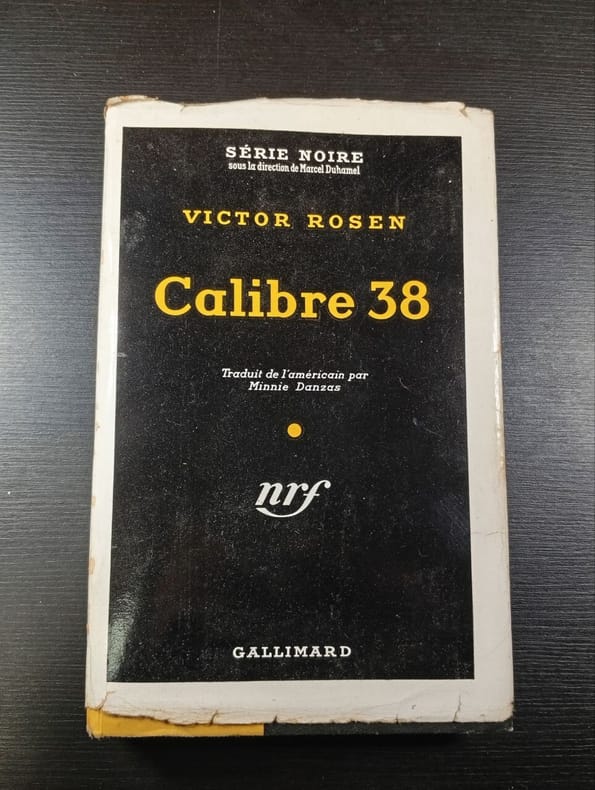 SÉRIE NOIRE
sous la direction de Marcel Duhamel
VICTOR ROSEN
Calibre 38
Traduit de l'américain par
Minnie Danzas
nrf
GALLIMARD